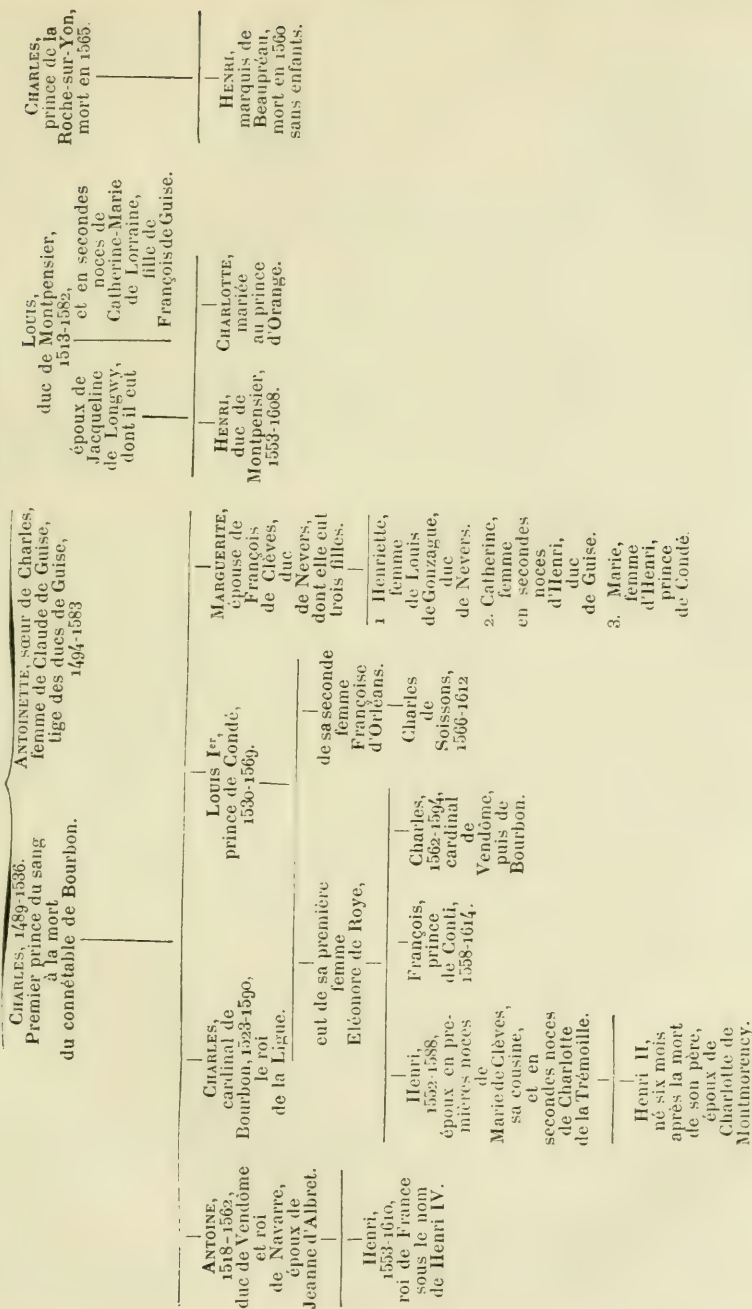 CHARLES, 1489-1536.
Premier prince du sang
à la mort
du connétable de Bourbon.
ANTOINETTE, sœur de Charles,
femme de Claude de Guise,
tige des ducs de Guise,
1494-1583
LOUIS,
duc de Montpensier,
1513-1582,
époux de
Jacqueline
de Longwy,
dont il eut
et en secondes
noces de
Catherine-Marie
de Lorraine,
fille de
François de Guise.
CHARLES,
prince de la
Roche-sur-Yon,
mort en 1565.
ANTOINE,
1518-1562,
duc de Vendôme
et roi
de Navarre,
époux de
Jeanne d'Albret.
CHARLES,
cardinal de
Bourbon, 1523-1590,
le roi
de la Ligue.
LOUIS Ier,
prince de Condé,
1530-1569.
MARGUERITE,
épouse de
François
de Clèves,
duc
de Nevers,
dont elle eut
trois filles.
HENRI,
duc de
Montpensier,
1553-1608.
CHARLOTTE,
mariée
au prince
d'Orange.
HENRI,
marquis de
Beaupréau,
mort en 1560
sans enfants.
eut de sa première
femme
Eléonore de Roye,
de sa seconde
femme
Françoise
d'Orléans.
Henri,
1553-1610,
roi de France
sous le nom
de Henri IV.
Henri,
1552-1588,
époux en pre-
mières noces
de
Marie de Clèves,
sa cousine,
et en
secondes noces
de Charlotte
de la Trémoille.
François,
prince
de Conti,
1558-1614.
Charles,
1562-1594,
cardinal
de
Vendôme,
puis de
Bourbon.
Charles
de
Soissons,
1566-1612
1 Henriette,
femme
de Louis
de Gonzague,
duc
de Nevers.
2. Catherine,
femme
en secondes
noces
d'Henri,
duc
de Guise.
3. Marie,
femme
d'Henri,
prince
de Condé.
Henri II,
né six mois
après la mort
de son père,
époux de
Charlotte de
Montmorency.